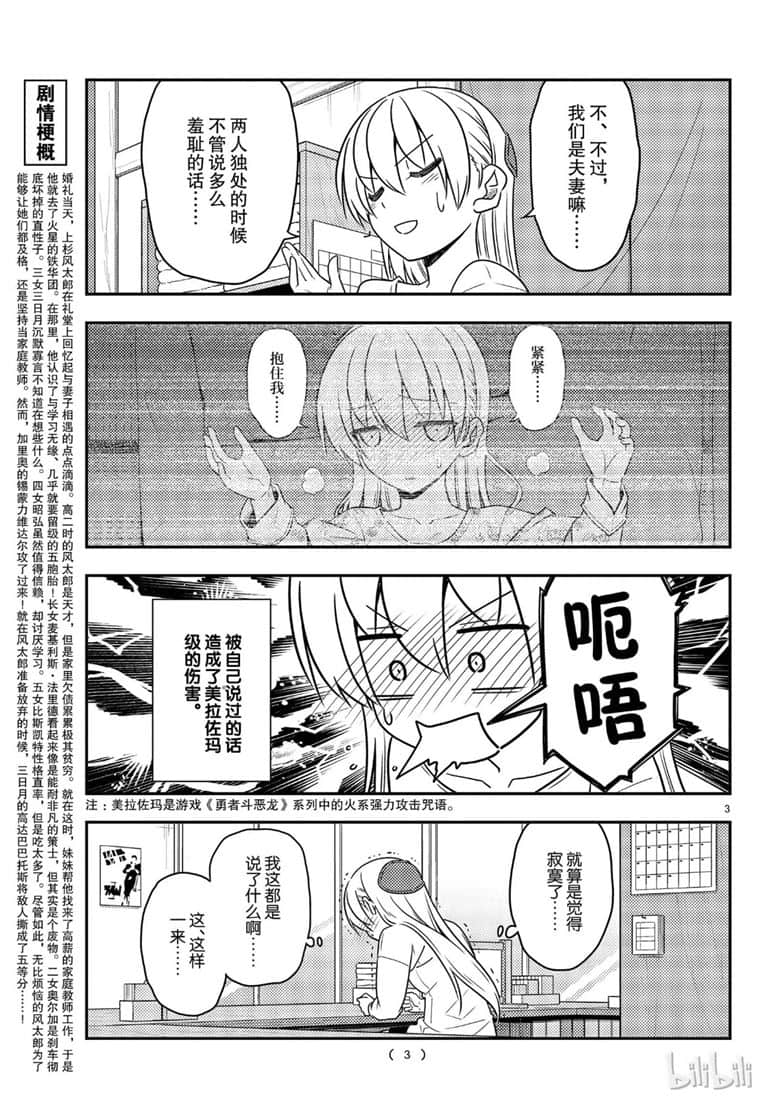 不、不过，
我们是夫妻嘛…
两人独处的时候
不管说多么
羞耻的话…
紧紧…
抱住我…
呃
唔
被自己说过的话
造成了美拉佐玛
级的伤害。
注：美拉佐玛是游戏《勇者斗恶龙》系列中的火系强力攻击咒语。
3
就算是觉得
寂寞了…
我这都是
说了什么啊…
这、这样
一来…
（3）
剧情梗概
婚礼当天，上杉风太郎在礼堂上回忆起与妻子相遇的点点滴滴。高二时的风太郎是天才，但是家里欠债累累极其贫穷。就在这时，妹妹帮他找来了高薪的家庭教师工作，于是
他就去了火星的铁华团。在那里，他认识了与学习无缘、几乎就要留级的五胞胎！长女麦基利斯·法里德看起来像是能耐非凡的策士，但其实是个废物。二女奥尔加是刹车彻
底坏掉的直性子。三女三日月沉默寡言不知道在想些什么。四女昭弘虽然值得信赖，却讨厌学习。五女比斯凯特性格直率，但是吃太多了。尽管如此，无比烦恼的风太郎为了
能够让她们都及格，还是坚持当家庭教师。然而，加里奥的锡蒙力维达尔攻了过来！就在风太郎准备放弃的时候，三日月的高达巴巴托斯将敌人撕成了五等分……！
bilibili